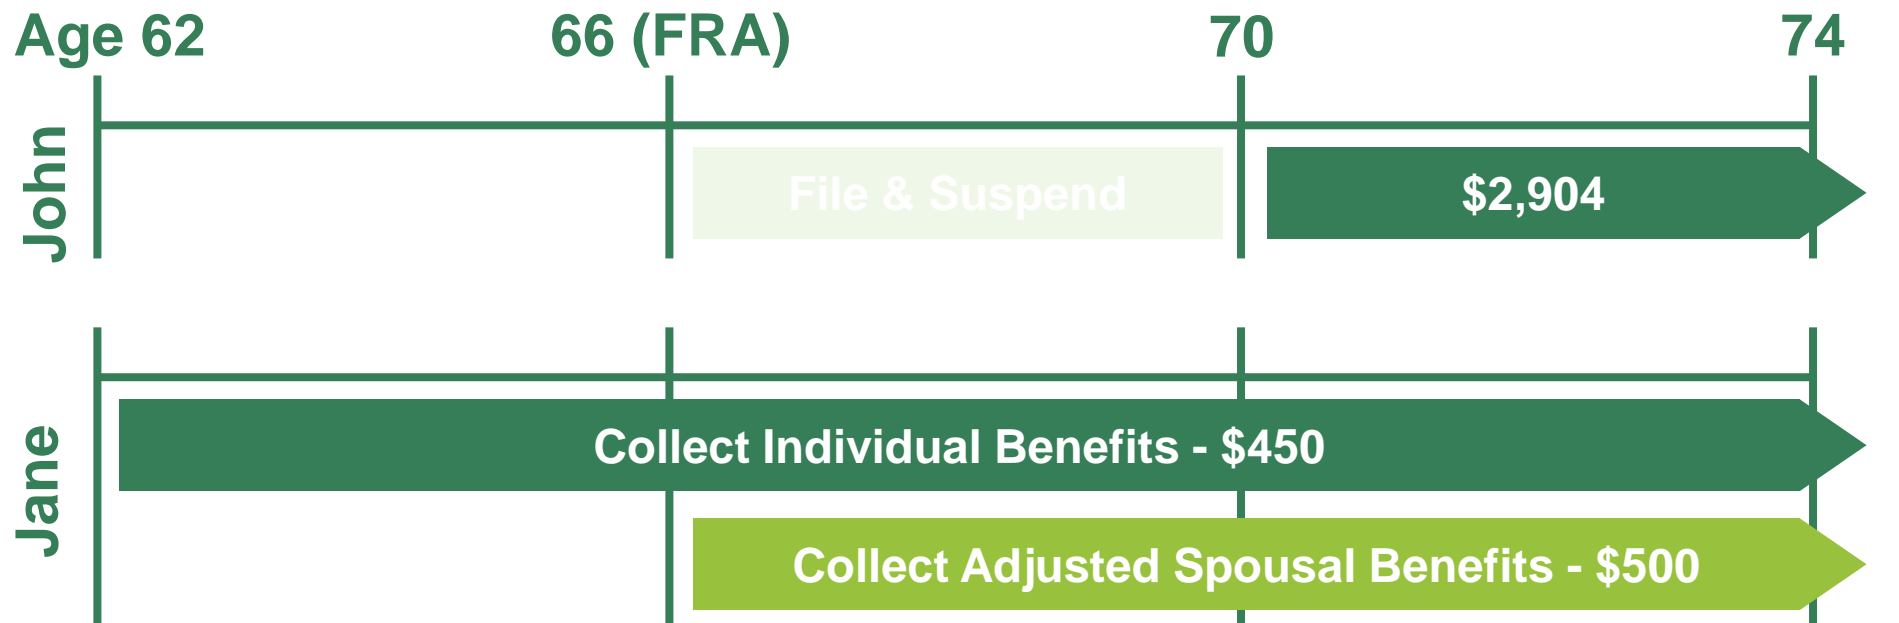 Age 62 66 (FRA) 70 74
John
File & Suspend $2,904
Jane
Collect Individual Benefits - $450
Collect Adjusted Spousal Benefits - $500